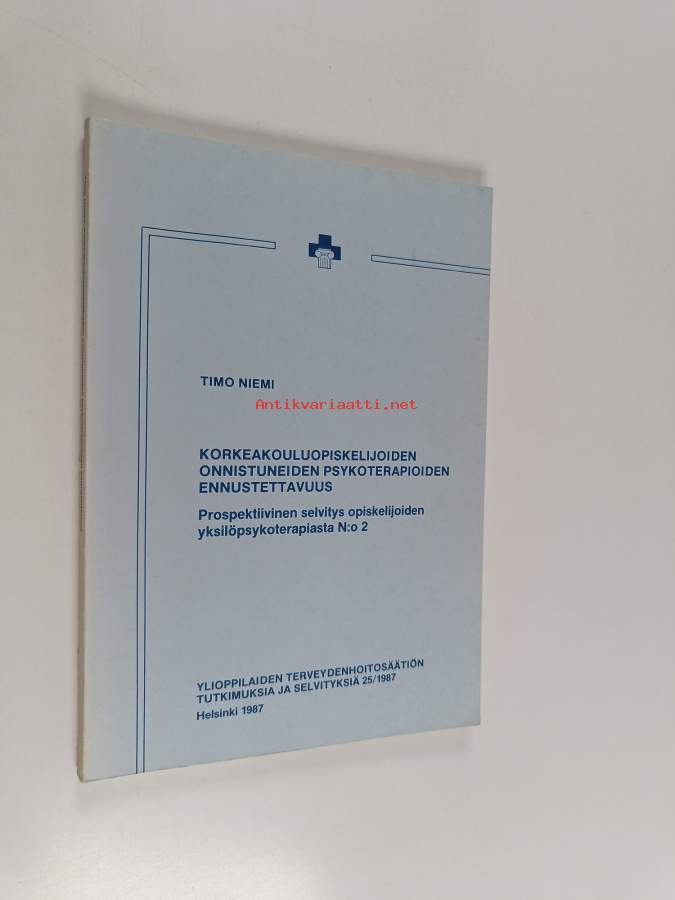 TIMO NIEMI
Antikvariaatti.net
KORKEAKOULUOPISKELIJOIDEN
ONNISTUNEIDEN PSYKOTERAPIOIDEN
ENNUSTETTAVUUS
Prospektiivinen selvitys opiskelijoiden
yksilöpsykoterapiasta N:o 2
YLIOPPILAIDEN TERVEYDENHOITOSÄÄTIÖN
TUTKIMUKSIA JA SELVITYKSIÄ 25/1987
Helsinki 1987